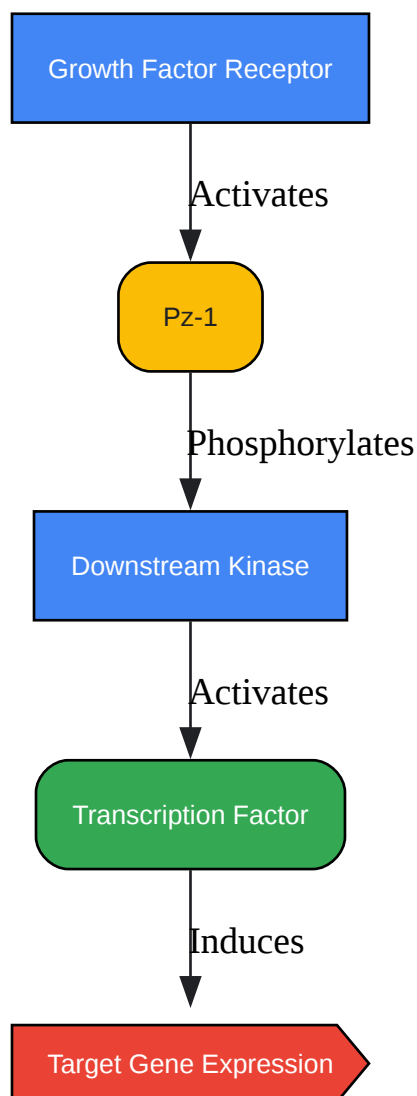 Growth Factor Receptor
Activates
Pz-1
Phosphorylates
Downstream Kinase
Activates
Transcription Factor
Induces
Target Gene Expression